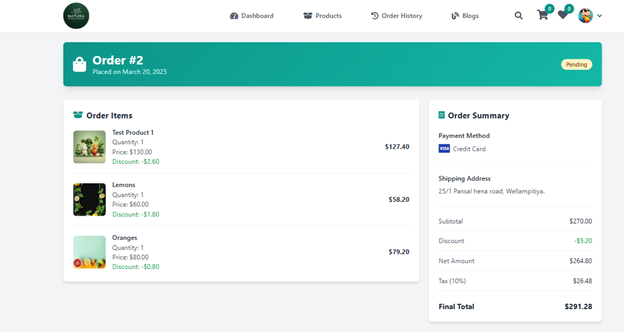 NATURA
Dashboard
Products
Order History
Blogs
0
0
Order #2
Placed on March 20, 2025
Pending
Order Items
Test Product 1
Quantity: 1
Price: $130.00
Discount: -$2.60
$127.40
Lemons
Quantity: 1
Price: $60.00
Discount: -$1.80
$58.20
Oranges
Quantity: 1
Price: $80.00
Discount: -$0.80
$79.20
Order Summary
Payment Method
VISA Credit Card
Shipping Address
25/1 Pansal hena road, Wellampitiya.
Subtotal $270.00
Discount -$5.20
Net Amount $264.80
Tax (10%) $26.48
Final Total $291.28